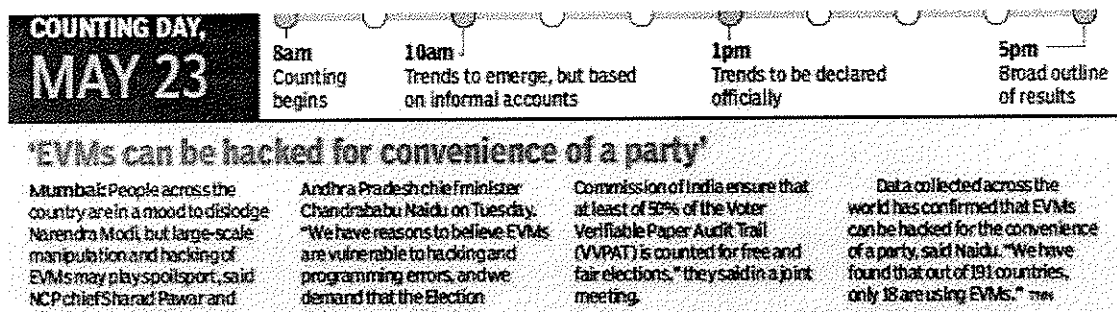 COUNTING DAY,
MAY 23
8am
Counting
begins
10am
Trends to emerge, but based
on informal accounts
1pm
Trends to be declared
officially
5pm
Broad outline
of results
'EVMs can be hacked for convenience of a party'
Mumbai: People across the
country are in a mood to dislodge
Narendra Modi, but large-scale
manipulation and hacking of
EVMs may play spoilsport, said
NCP chief Sharad Pawar and
Andhra Pradesh chief minister
Chandrababu Naidu on Tuesday.
"We have reasons to believe EVMs
are vulnerable to hacking and
programming errors, and we
demand that the Election
Commission of India ensure that
at least of 50% of the Voter
Verifiable Paper Audit Trail
(VVPAT) is counted for free and
fair elections," they said in a joint
meeting.
Data collected across the
world has confirmed that EVMs
can be hacked for the convenience
of a party, said Naidu. "We have
found that out of 191 countries,
only 18 are using EVMs." TNN